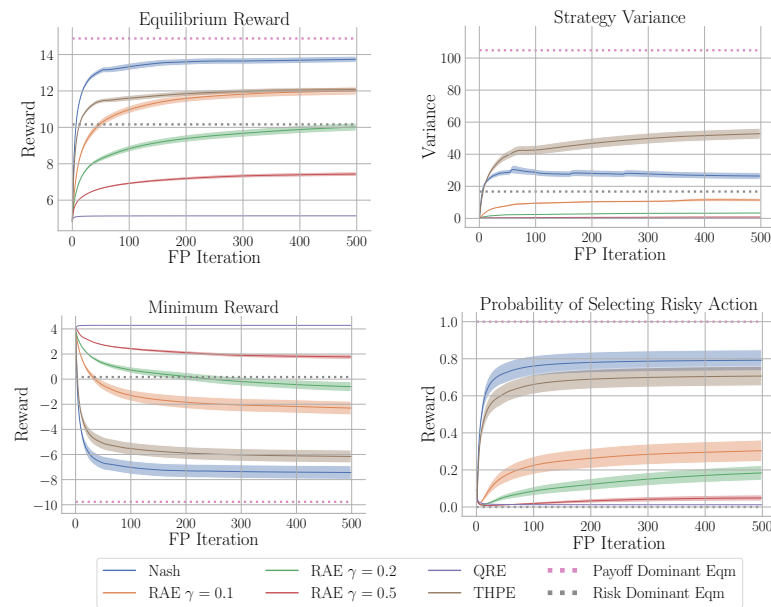 Equilibrium Reward
14
12
10
8
6
Reward
0 100 200 300 400 500
FP Iteration
Strategy Variance
100
80
60
40
20
0
Variance
0 100 200 300 400 500
FP Iteration
Minimum Reward
4
2
0
−2
−4
−6
−8
−10
Reward
0 100 200 300 400 500
FP Iteration
Probability of Selecting Risky Action
1.0
0.8
0.6
0.4
0.2
0.0
Reward
0 100 200 300 400 500
FP Iteration
Nash RAE γ = 0.2 QRE Payoff Dominant Eqm
RAE γ = 0.1 RAE γ = 0.5 THPE Risk Dominant Eqm